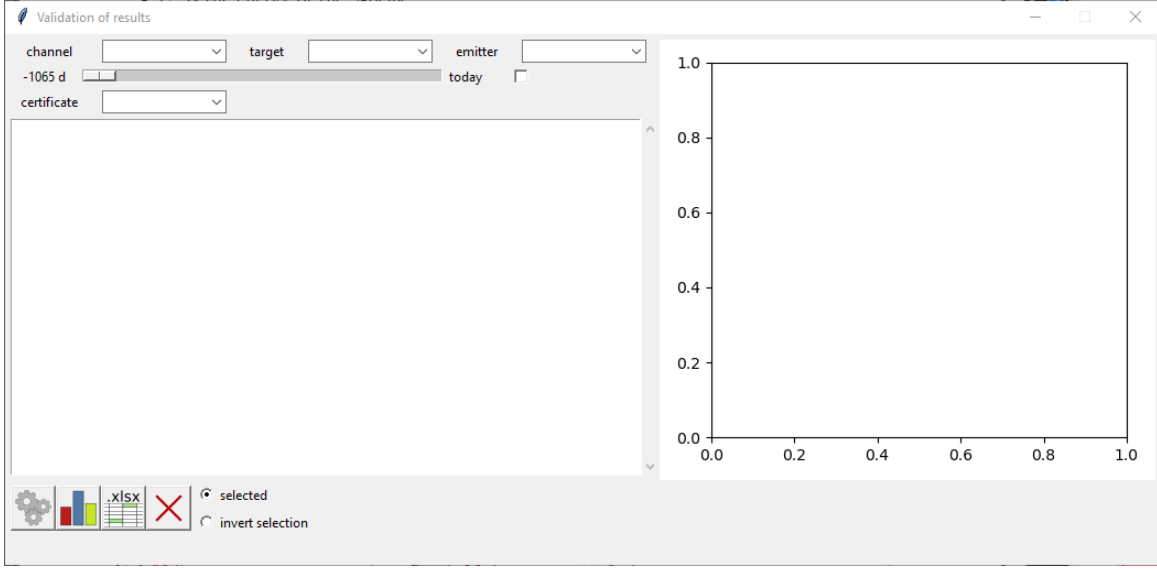 Validation of results
channel target emitter
-1065 d today
certificate
1.0
0.8
0.6
0.4
0.2
0.0
0.0 0.2 0.4 0.6 0.8 1.0
.xlsx
selected
invert selection